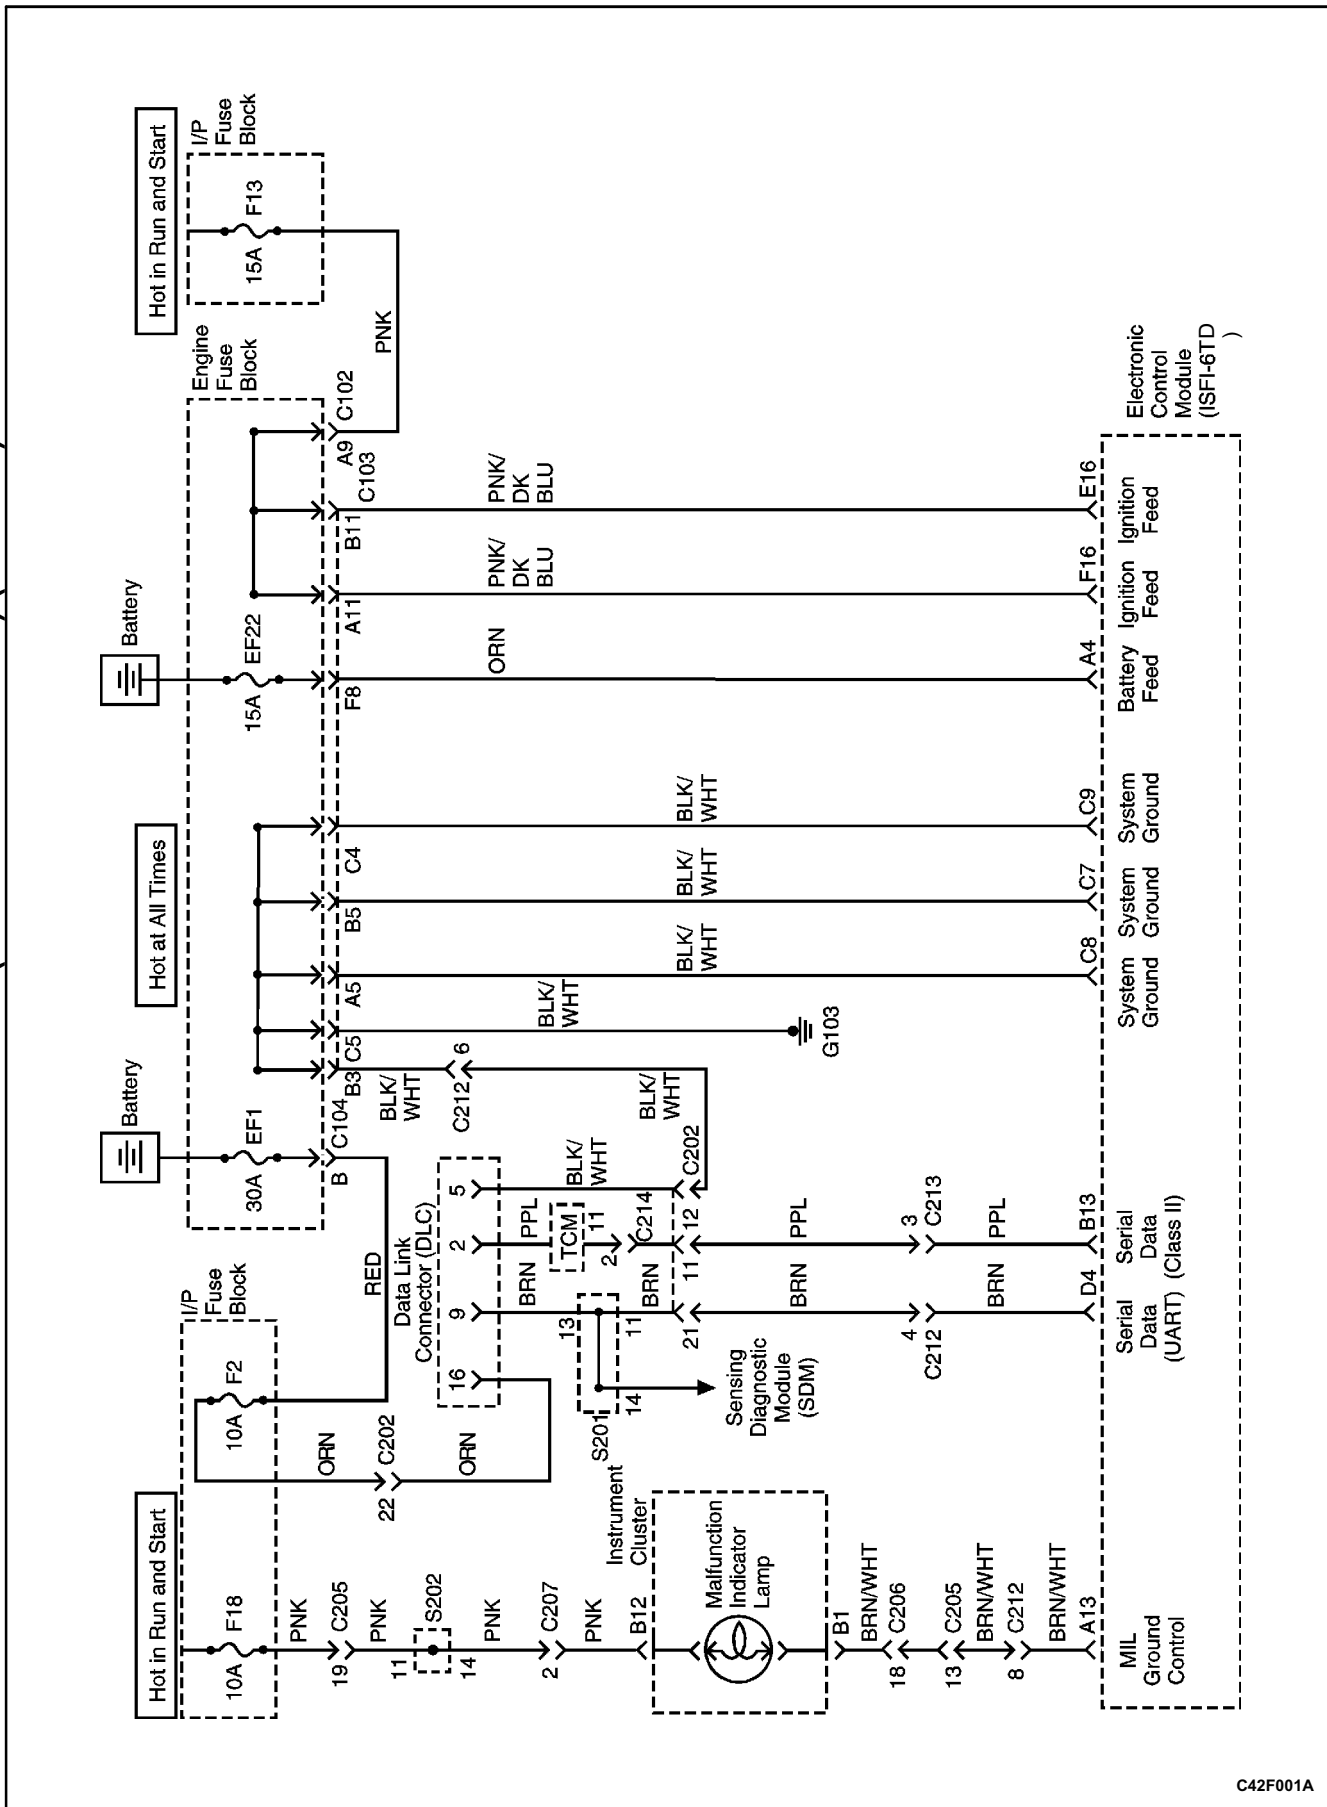 Hot in Run and Start
I/P
Fuse
Block
10A
F18
10A
F2
PNK
19
C205
PNK
11
S202
14
PNK
2
C207
PNK
B12
Instrument
Cluster
Malfunction
Indicator
Lamp
B1
BRN/WHT
18
C206
13
C205
BRN/WHT
8
C212
BRN/WHT
A13
MIL
Ground
Control
ORN
22
C202
ORN
RED
Data Link
Connector (DLC)
16
9
2
5
BRN
PPL
BLK/
WHT
TCM
11
2
C214
13
11
BRN
S201
14
Sensing
Diagnostic
Module
(SDM)
21
11
12
C202
BRN
PPL
4
C212
3
C213
BRN
PPL
D4
B13
Serial
Data
(UART)
Serial
Data
(Class II)
Battery
Hot at All Times
Battery
30A
EF1
B
C104
B3
C5
A5
B5
C4
BLK/
WHT
C212
6
BLK/
WHT
BLK/
WHT
G103
BLK/
WHT
BLK/
WHT
BLK/
WHT
C8
C7
C9
System
Ground
System
Ground
System
Ground
15A
EF22
F8
ORN
A4
Battery
Feed
Engine
Fuse
Block
A11
B11
C103
A9
C102
PNK/
DK
BLU
PNK/
DK
BLU
F16
E16
Ignition
Feed
Ignition
Feed
Hot in Run and Start
I/P
Fuse
Block
15A
F13
PNK
Electronic
Control
Module
(ISFI-6TD
)
C42F001A